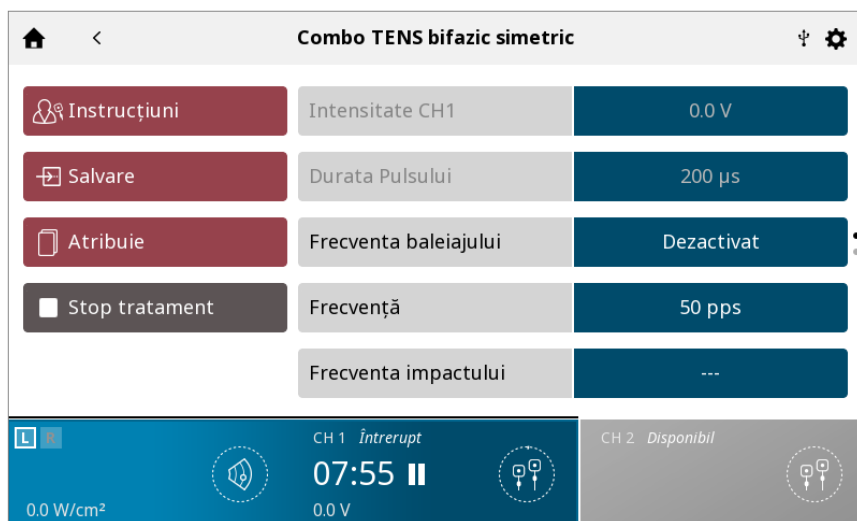 Combo TENS bifazic simetric
Instrucțiuni
Intensitate CH1
0.0 V
Salvare
Durata Pulsului
200 µs
Atribuie
Frecventa baleiajului
Dezactivat
Stop tratament
Frecvență
50 pps
Frecventa impactului
---
L R
CH 1 Întrerupt
CH 2 Disponibil
07:55
0.0 W/cm²
0.0 V